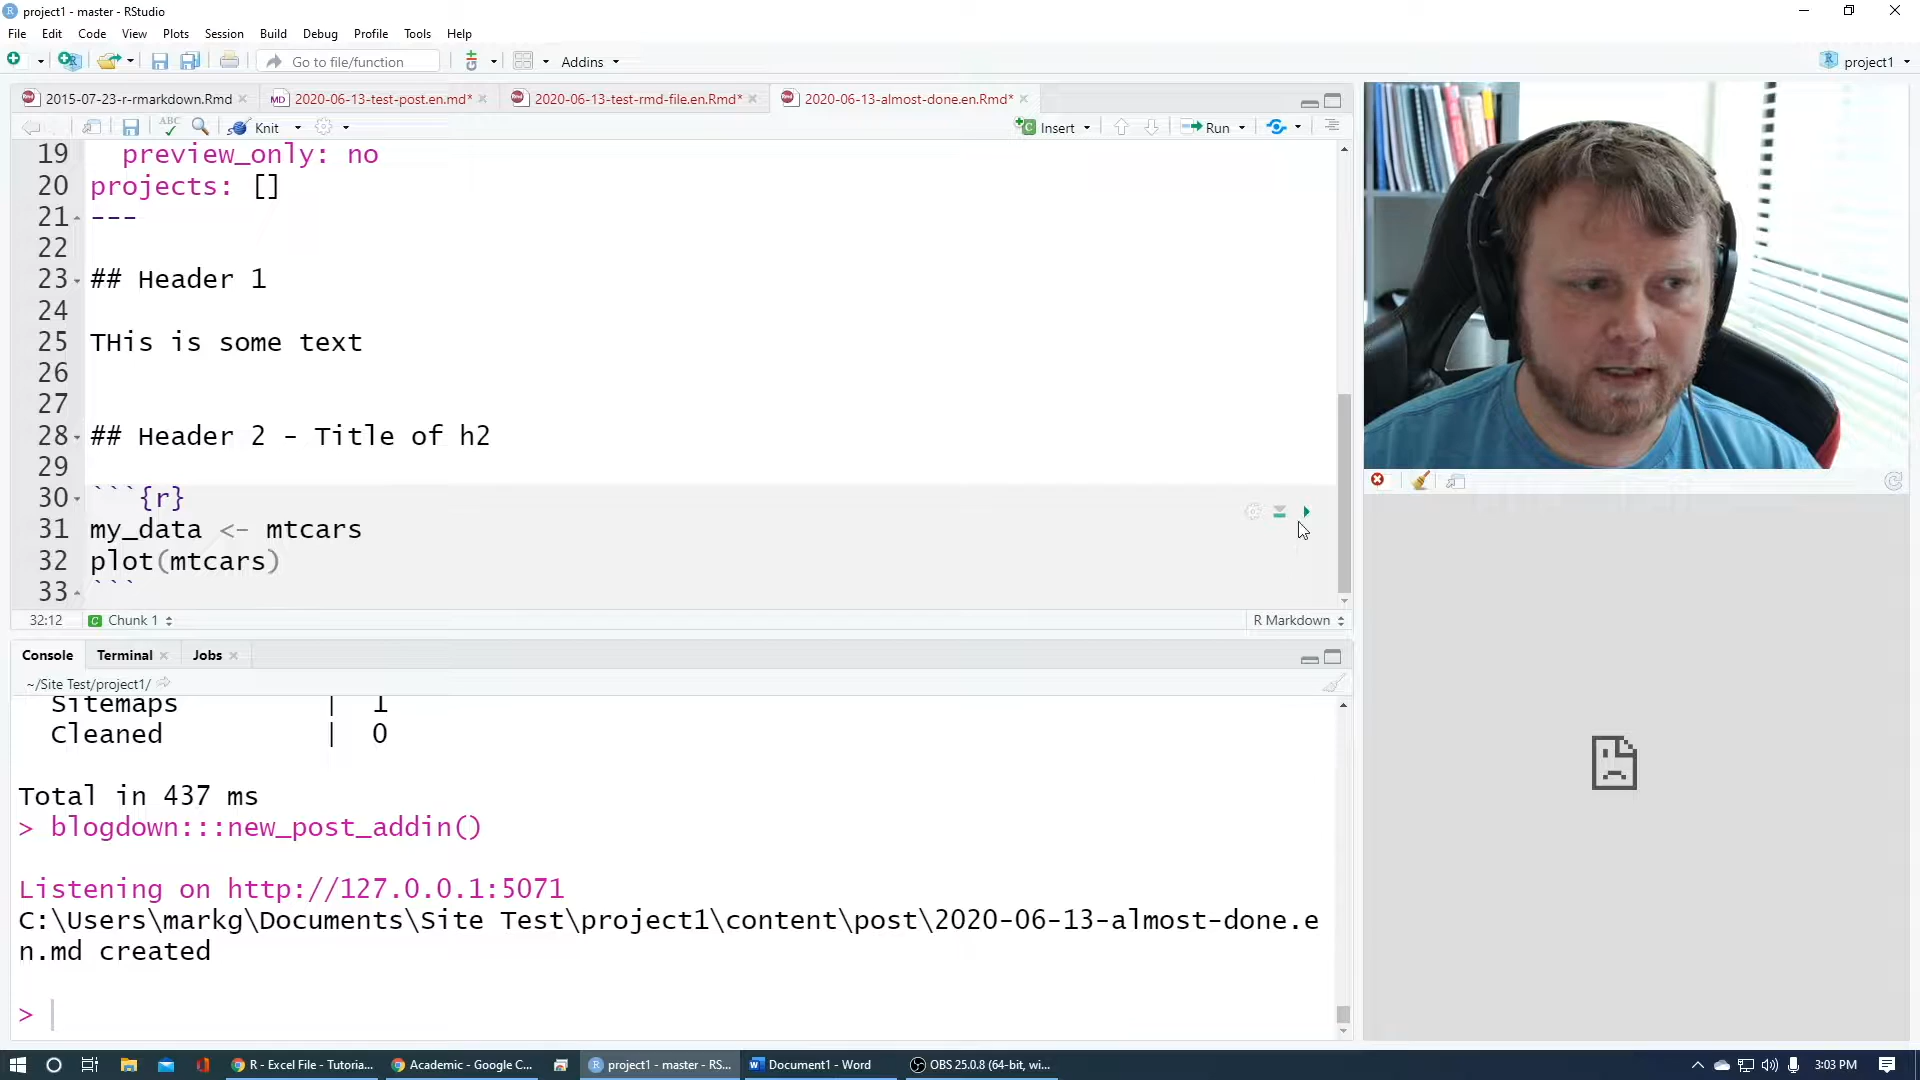 project1 - master - RStudio
File Edit Code View Plots Session Build Debug Profile Tools Help
Go to file/function Addins project1
2015-07-23-r-rmarkdown.Rmd 2020-06-13-test-post.en.md* 2020-06-13-test-rmd-file.en.Rmd* 2020-06-13-almost-done.en.Rmd*
ABC Knit Insert Run
19 preview_only: no
20 projects: []
21 ---
22
23 ## Header 1
24
25 THis is some text
26
27
28 ## Header 2 - Title of h2
29
30 ```{r}
31 my_data <- mtcars
32 plot(mtcars)
33 ```
32:12 Chunk 1 R Markdown
Console Terminal Jobs
~/Site Test/project1/
Sitemaps | 1
Cleaned | 0
Total in 437 ms
> blogdown:::new_post_addin()
Listening on http://127.0.0.1:5071
C:\Users\markg\Documents\Site Test\project1\content\post\2020-06-13-almost-done.e
n.md created
>
R - Excel File - Tutoria... Academic - Google C... project1 - master - RS... Document1 - Word OBS 25.0.8 (64-bit, wi... 3:03 PM